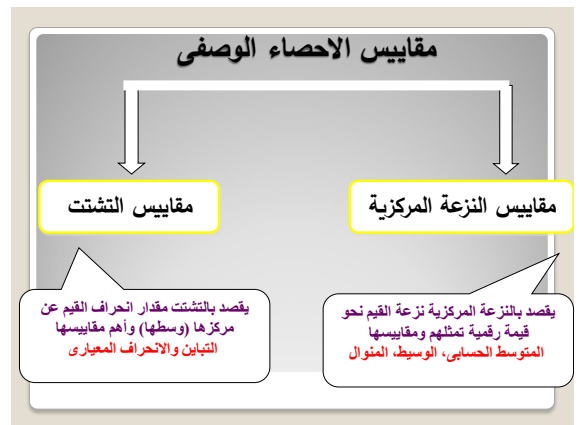 مقاييس الاحصاء الوصفى
مقاييس النزعة المركزية
مقاييس التشتت
يقصد بالنزعة المركزية نزعة القيم نحو
قيمة رقمية تمثلهم ومقاييسها
المتوسط الحسابى، الوسيط، المنوال
يقصد بالتشتت مقدار انحراف القيم عن
مركزها (وسطها) وأهم مقاييسها
التباين والانحراف المعيارى